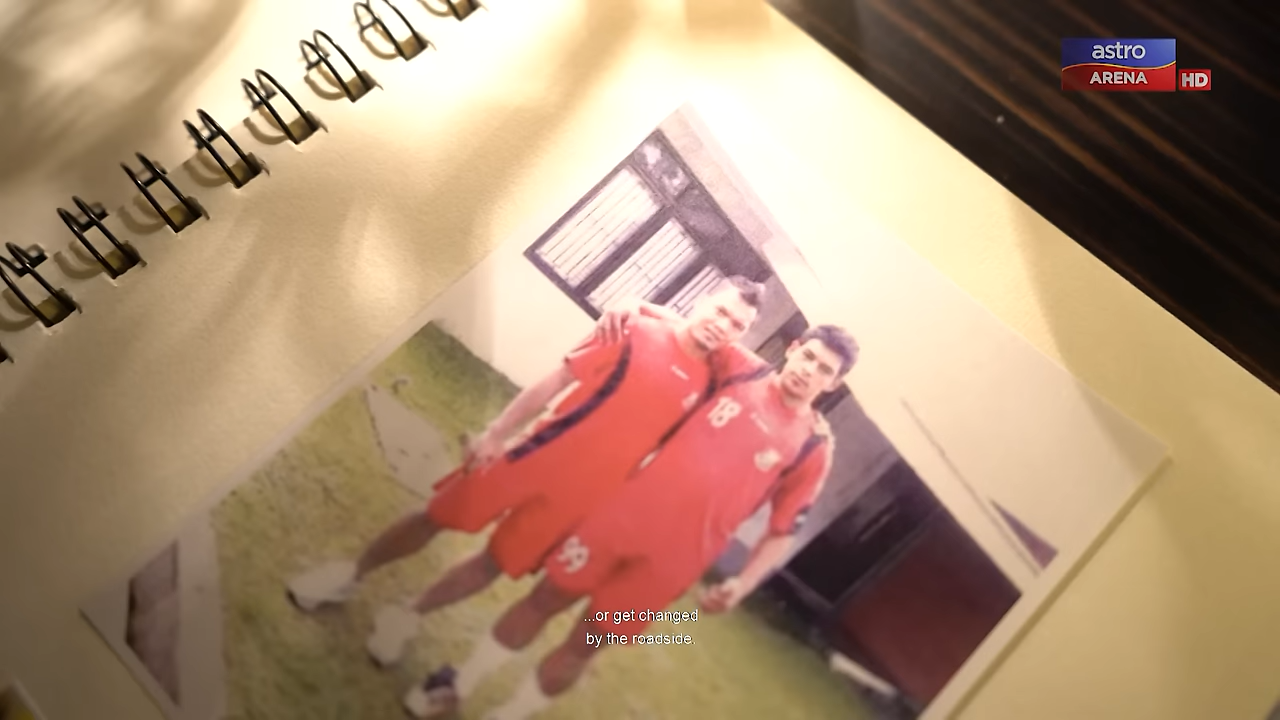 astro
ARENA HD
18
...or get changed
by the roadside.